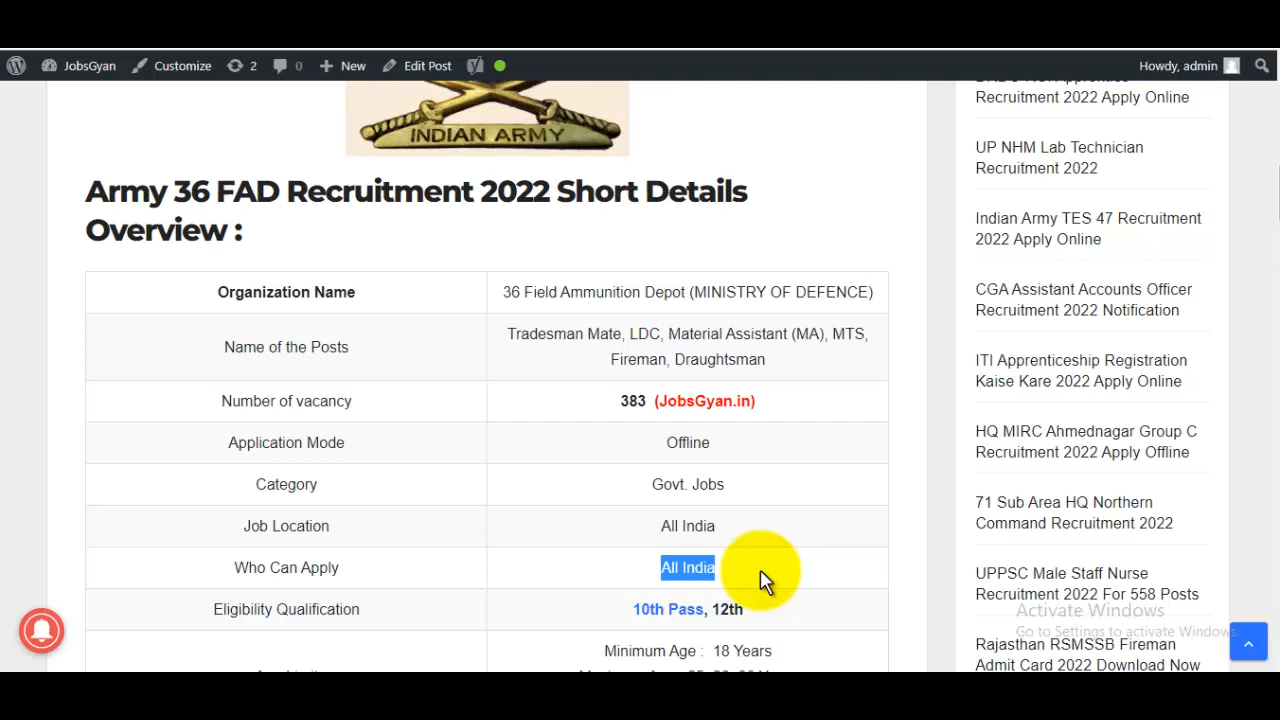 JobsGyan Customize 2 0 New Edit Post Howdy, admin
INDIAN ARMY
Army 36 FAD Recruitment 2022 Short Details
Overview :
Organization Name 36 Field Ammunition Depot (MINISTRY OF DEFENCE)
Name of the Posts Tradesman Mate, LDC, Material Assistant (MA), MTS,
Fireman, Draughtsman
Number of vacancy 383 (JobsGyan.in)
Application Mode Offline
Category Govt. Jobs
Job Location All India
Who Can Apply All India
Eligibility Qualification 10th Pass, 12th
Minimum Age : 18 Years
Recruitment 2022 Apply Online
UP NHM Lab Technician
Recruitment 2022
Indian Army TES 47 Recruitment
2022 Apply Online
CGA Assistant Accounts Officer
Recruitment 2022 Notification
ITI Apprenticeship Registration
Kaise Kare 2022 Apply Online
HQ MIRC Ahmednagar Group C
Recruitment 2022 Apply Offline
71 Sub Area HQ Northern
Command Recruitment 2022
UPPSC Male Staff Nurse
Recruitment 2022 For 558 Posts
Rajasthan RSMSSB Fireman
Admit Card 2022 Download Now
Activate Windows
Go to Settings to activate Windows.